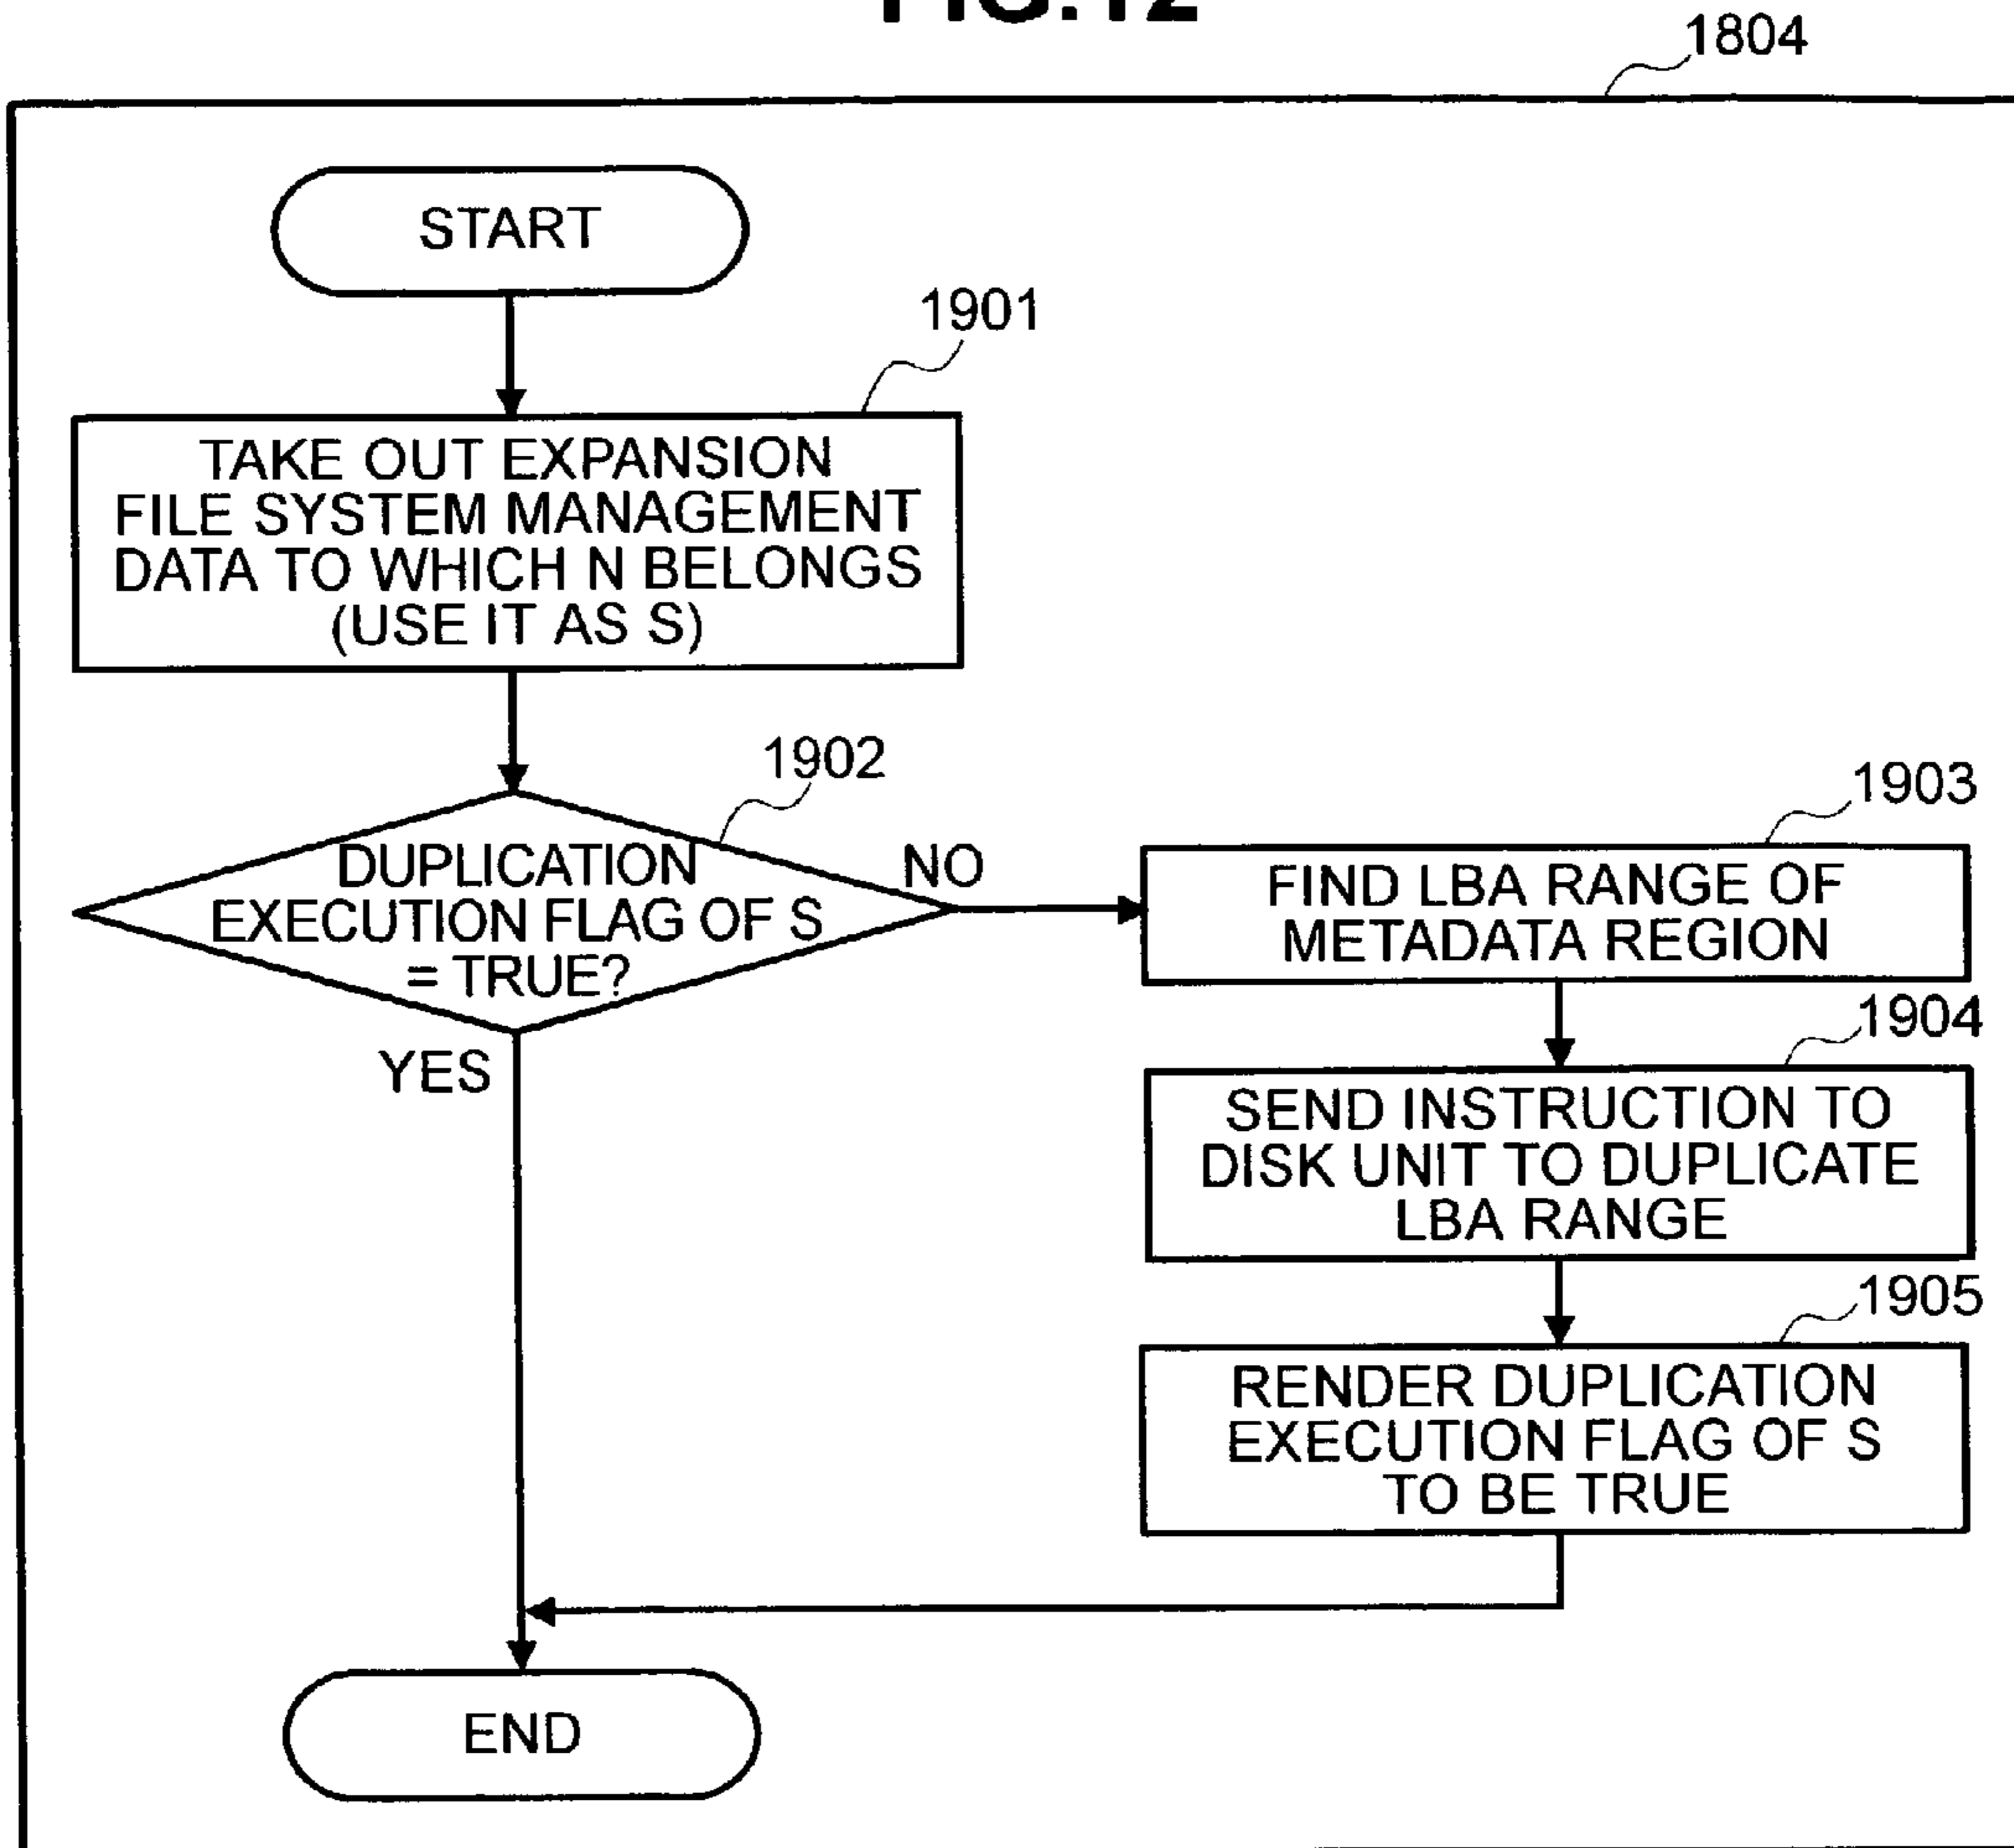 FIG.12
1804
START
1901
TAKE OUT EXPANSION
FILE SYSTEM MANAGEMENT
DATA TO WHICH N BELONGS
(USE IT AS S)
1902
DUPLICATION
EXECUTION FLAG OF S
= TRUE?
NO
YES
1903
FIND LBA RANGE OF
METADATA REGION
1904
SEND INSTRUCTION TO
DISK UNIT TO DUPLICATE
LBA RANGE
1905
RENDER DUPLICATION
EXECUTION FLAG OF S
TO BE TRUE
END